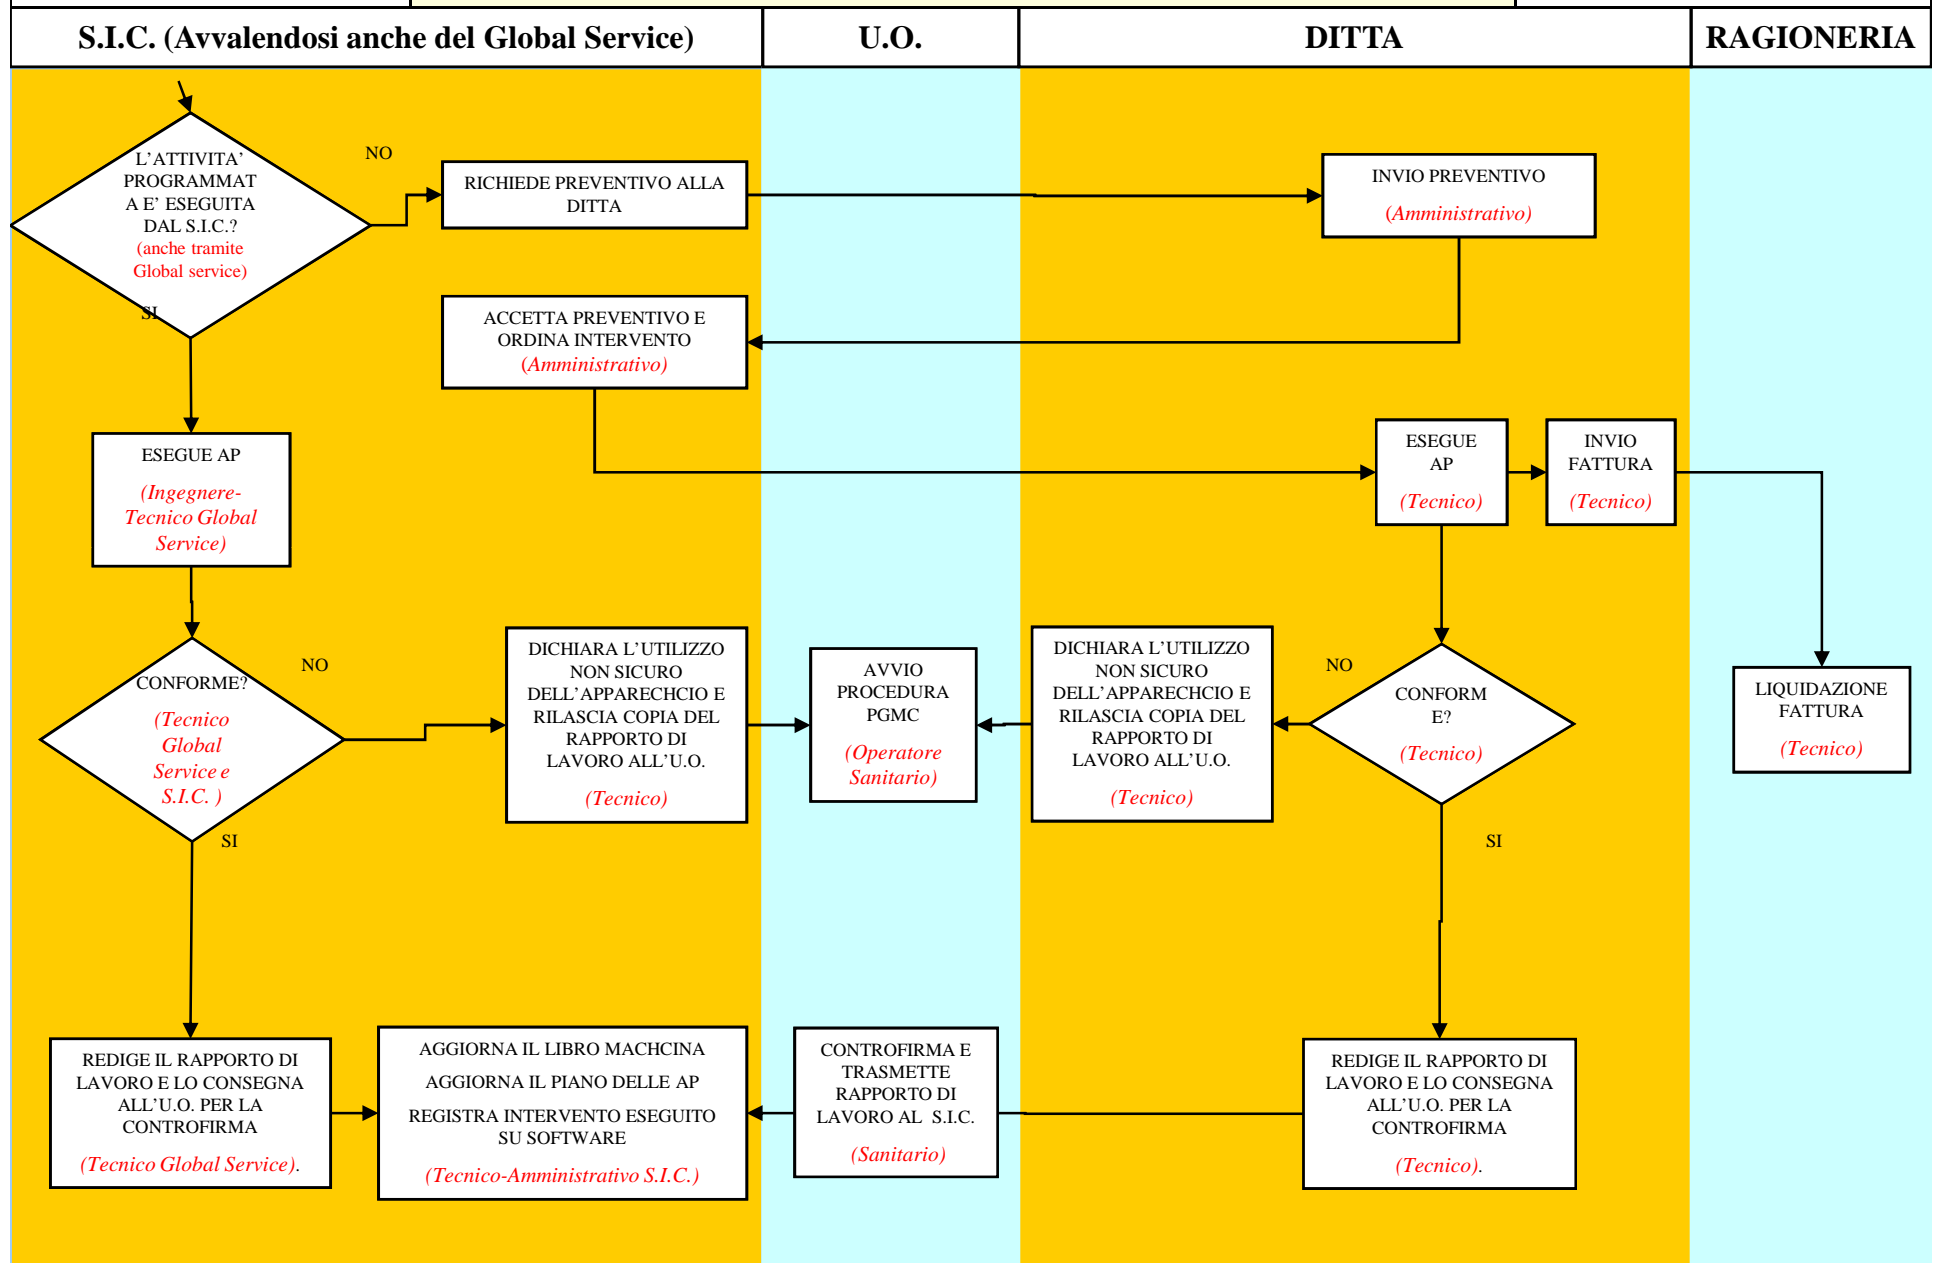 S.I.C. (Avvalendosi anche del Global Service)
U.O.
DITTA
RAGIONERIA
L’ATTIVITA’
PROGRAMMAT
A E’ ESEGUITA
DAL S.I.C.?
(anche tramite
Global service)
NO
SI
RICHIEDE PREVENTIVO ALLA
DITTA
INVIO PREVENTIVO
(Amministrativo)
ACCETTA PREVENTIVO E
ORDINA INTERVENTO
(Amministrativo)
ESEGUE AP
(Ingegnere-
Tecnico Global
Service)
ESEGUE
AP
(Tecnico)
INVIO
FATTURA
(Tecnico)
CONFORME?
(Tecnico
Global
Service e
S.I.C. )
NO
SI
DICHIARA L’UTILIZZO
NON SICURO
DELL’APPARECHCIO E
RILASCIA COPIA DEL
RAPPORTO DI
LAVORO ALL’U.O.
(Tecnico)
AVVIO
PROCEDURA
PGMC
(Operatore
Sanitario)
DICHIARA L’UTILIZZO
NON SICURO
DELL’APPARECHCIO E
RILASCIA COPIA DEL
RAPPORTO DI
LAVORO ALL’U.O.
(Tecnico)
NO
CONFORM
E?
(Tecnico)
SI
LIQUIDAZIONE
FATTURA
(Tecnico)
REDIGE IL RAPPORTO DI
LAVORO E LO CONSEGNA
ALL’U.O. PER LA
CONTROFIRMA
(Tecnico Global Service).
AGGIORNA IL LIBRO MACHCINA
AGGIORNA IL PIANO DELLE AP
REGISTRA INTERVENTO ESEGUITO
SU SOFTWARE
(Tecnico-Amministrativo S.I.C.)
CONTROFIRMA E
TRASMETTE
RAPPORTO DI
LAVORO AL S.I.C.
(Sanitario)
REDIGE IL RAPPORTO DI
LAVORO E LO CONSEGNA
ALL’U.O. PER LA
CONTROFIRMA
(Tecnico).